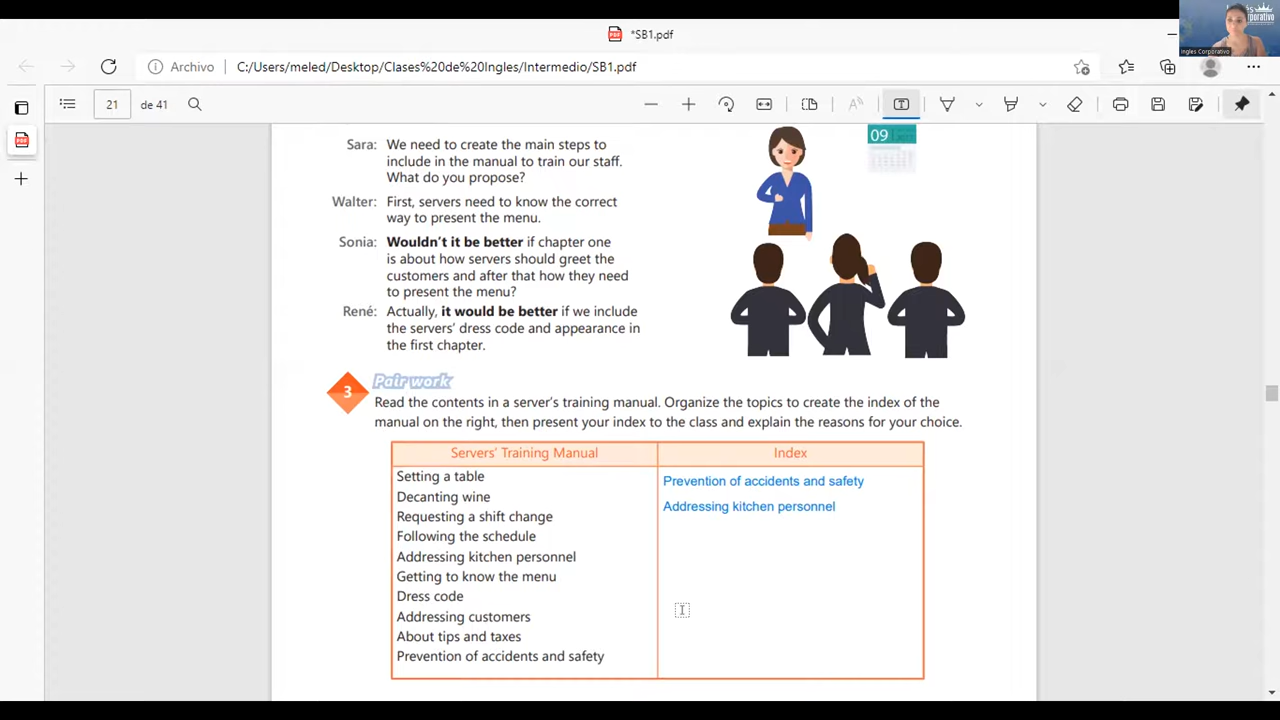 *SB1.pdf
Ingles Corporativo
Archivo
C:/Users/meled/Desktop/Clases%20de%20Ingles/Intermedio/SB1.pdf
21
de 41
Sara: We need to create the main steps to
include in the manual to train our staff.
What do you propose?
Walter: First, servers need to know the correct
way to present the menu.
Sonia: Wouldn't it be better if chapter one
is about how servers should greet the
customers and after that how they need
to present the menu?
René: Actually, it would be better if we include
the servers' dress code and appearance in
the first chapter.
09
3
Pair work
Read the contents in a server's training manual. Organize the topics to create the index of the
manual on the right, then present your index to the class and explain the reasons for your choice.
Servers' Training Manual
Setting a table
Decanting wine
Requesting a shift change
Following the schedule
Addressing kitchen personnel
Getting to know the menu
Dress code
Addressing customers
About tips and taxes
Prevention of accidents and safety
Index
Prevention of accidents and safety
Addressing kitchen personnel